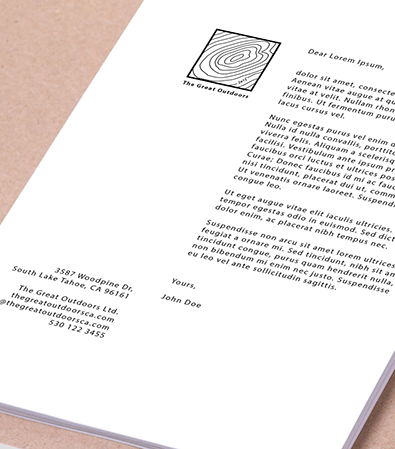 The Great Outdoors
Dear Lorem Ipsum,
dolor sit amet, consecte
Aenean vitae augue at qu
vitae at velit. Nullam rhon
finibus. Ut fermentum puru
lacus cursus vel.
Nunc egestas purus vel enim d
Nulla id nulla convallis, porttito
viverra felis. Aliquam a scelerisq
facilisi. Vestibulum ante ipsum pr
faucibus orci luctus et ultrices pos
Curae; Donec faucibus id mi ac fauc
nisi tincidunt, placerat dui ut, comm
Ut venenatis ornare laoreet. Suspendi
congue leo.
Ut eget augue vitae elit iaculis ultricies.
tempor egestas odio in euismod. Sed dict
dolor enim, ac placerat nibh tempus nec.
Suspendisse non arcu sit amet lorem ultrices
feugiat a ornare mi. Sed tincidunt, nibh sit an
tincidunt congue, purus quam hendrerit nulla,
non bibendum mi enim nec justo. Suspendisse
eu leo vel ante sollicitudin sagittis.
Yours,
John Doe
3587 Woodpine Dr,
South Lake Tahoe, CA 96161
The Great Outdoors Ltd.
thegreatoutdoorsca.com
@thegreatoutdoorsca.com
530 122 3455